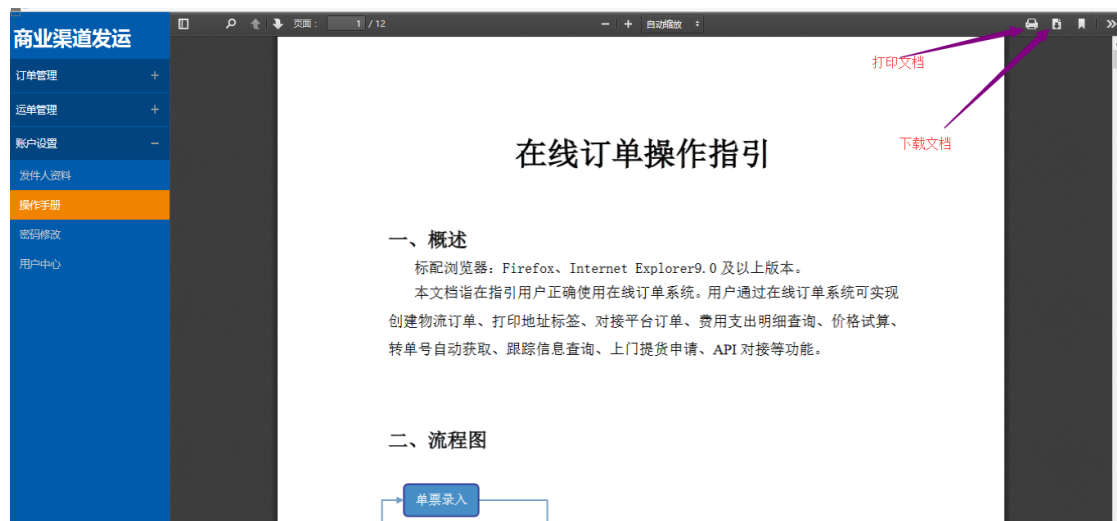 商业渠道发运
订单管理 +
运单管理 +
账户设置 −
发件人资料
操作手册
密码修改
用户中心
页面： 1 / 12
− + 自动缩放
打印文档
下载文档
在线订单操作指引
一、概述
标配浏览器：Firefox、Internet Explorer9.0 及以上版本。
本文档诣在指引用户正确使用在线订单系统。用户通过在线订单系统可实现
创建物流订单、打印地址标签、对接平台订单、费用支出明细查询、价格试算、
转单号自动获取、跟踪信息查询、上门提货申请、API 对接等功能。
二、流程图
单票录入